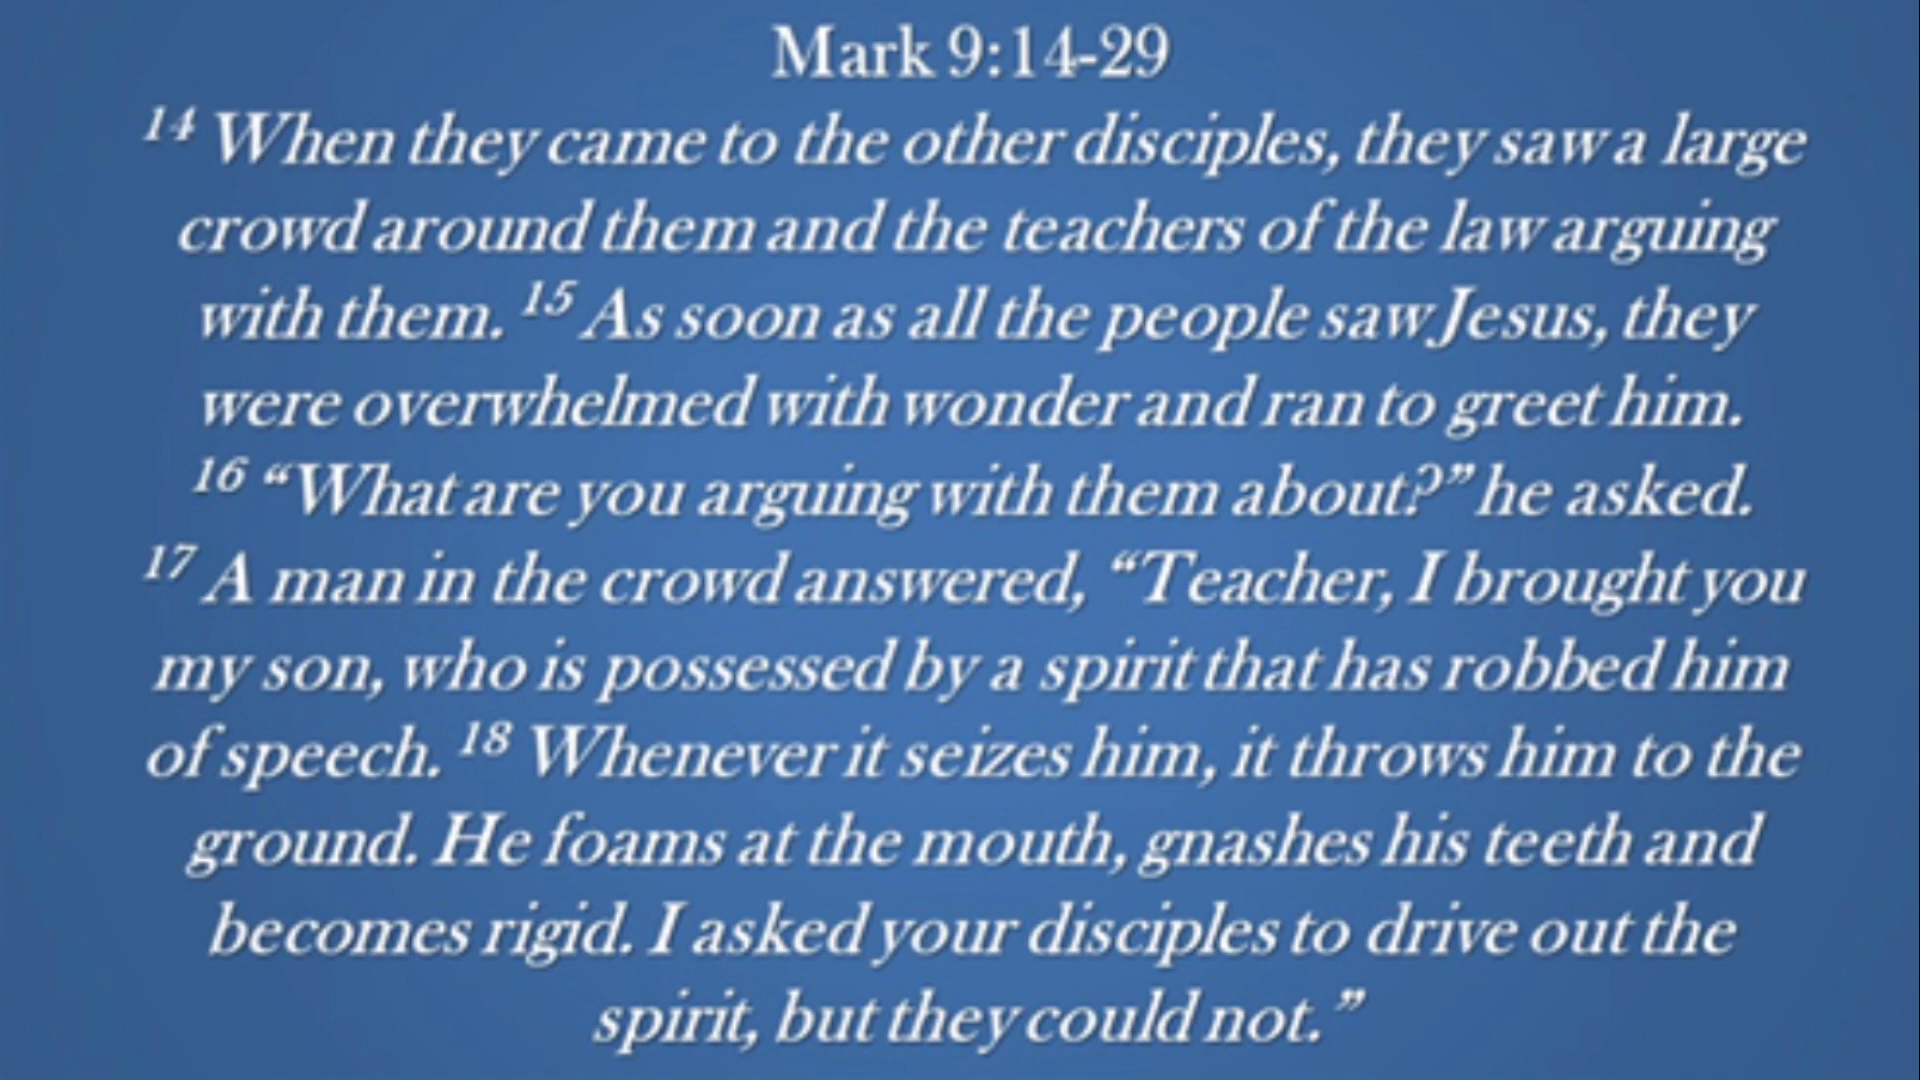 Mark 9:14-29
14 When they came to the other disciples, they saw a large
crowd around them and the teachers of the law arguing
with them. 15 As soon as all the people saw Jesus, they
were overwhelmed with wonder and ran to greet him.
16 “What are you arguing with them about?” he asked.
17 A man in the crowd answered, “Teacher, I brought you
my son, who is possessed by a spirit that has robbed him
of speech. 18 Whenever it seizes him, it throws him to the
ground. He foams at the mouth, gnashes his teeth and
becomes rigid. I asked your disciples to drive out the
spirit, but they could not.”